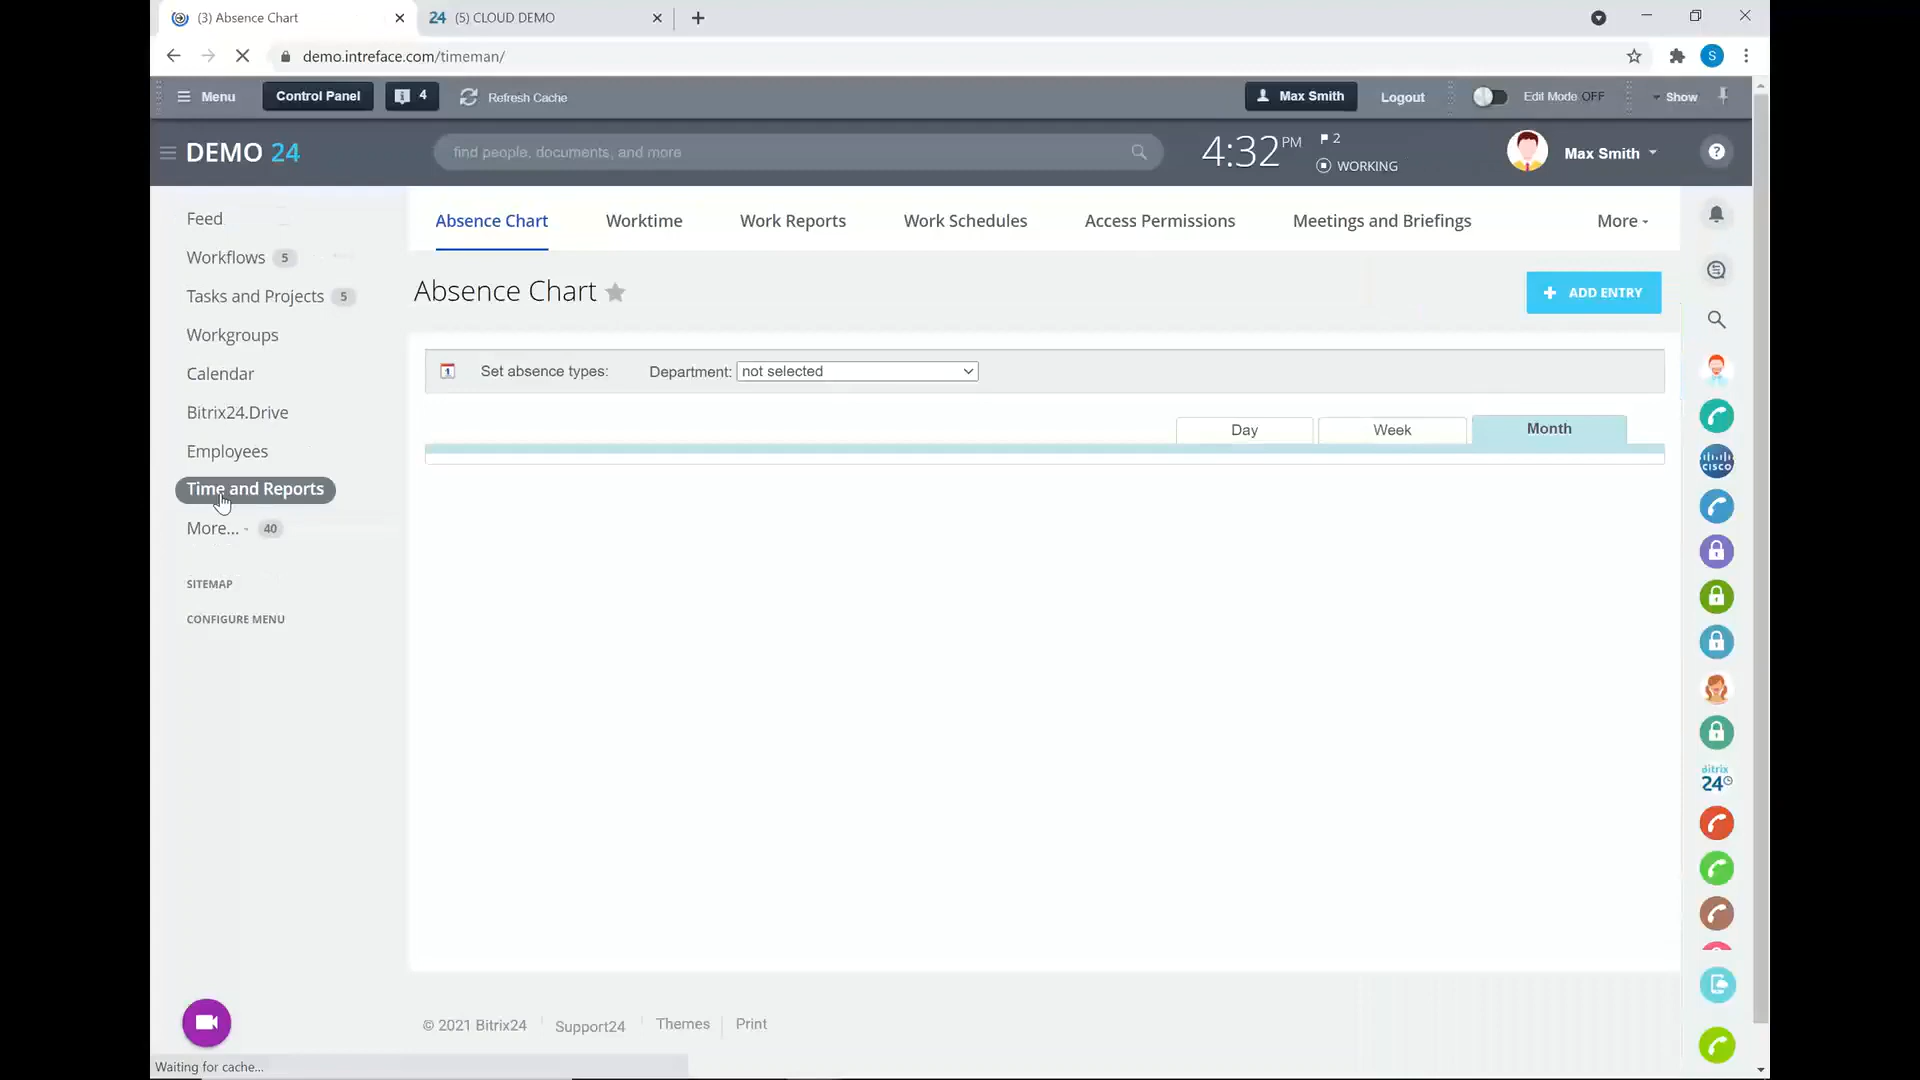 (3) Absence Chart
24 (5) CLOUD DEMO
demo.intreface.com/timeman/
S
Menu
Control Panel
4
Refresh Cache
Max Smith
Logout
Edit Mode OFF
Show
DEMO 24
find people, documents, and more
4:32 PM
2
WORKING
Max Smith
?
Feed
Workflows 5
Tasks and Projects 5
Workgroups
Calendar
Bitrix24.Drive
Employees
Time and Reports
More... 40
SITEMAP
CONFIGURE MENU
Absence Chart
Worktime
Work Reports
Work Schedules
Access Permissions
Meetings and Briefings
More
Absence Chart
+ ADD ENTRY
1
Set absence types:
Department: not selected
Day
Week
Month
CISCO
bitrix
24
© 2021 Bitrix24
Support24
Themes
Print
Waiting for cache...